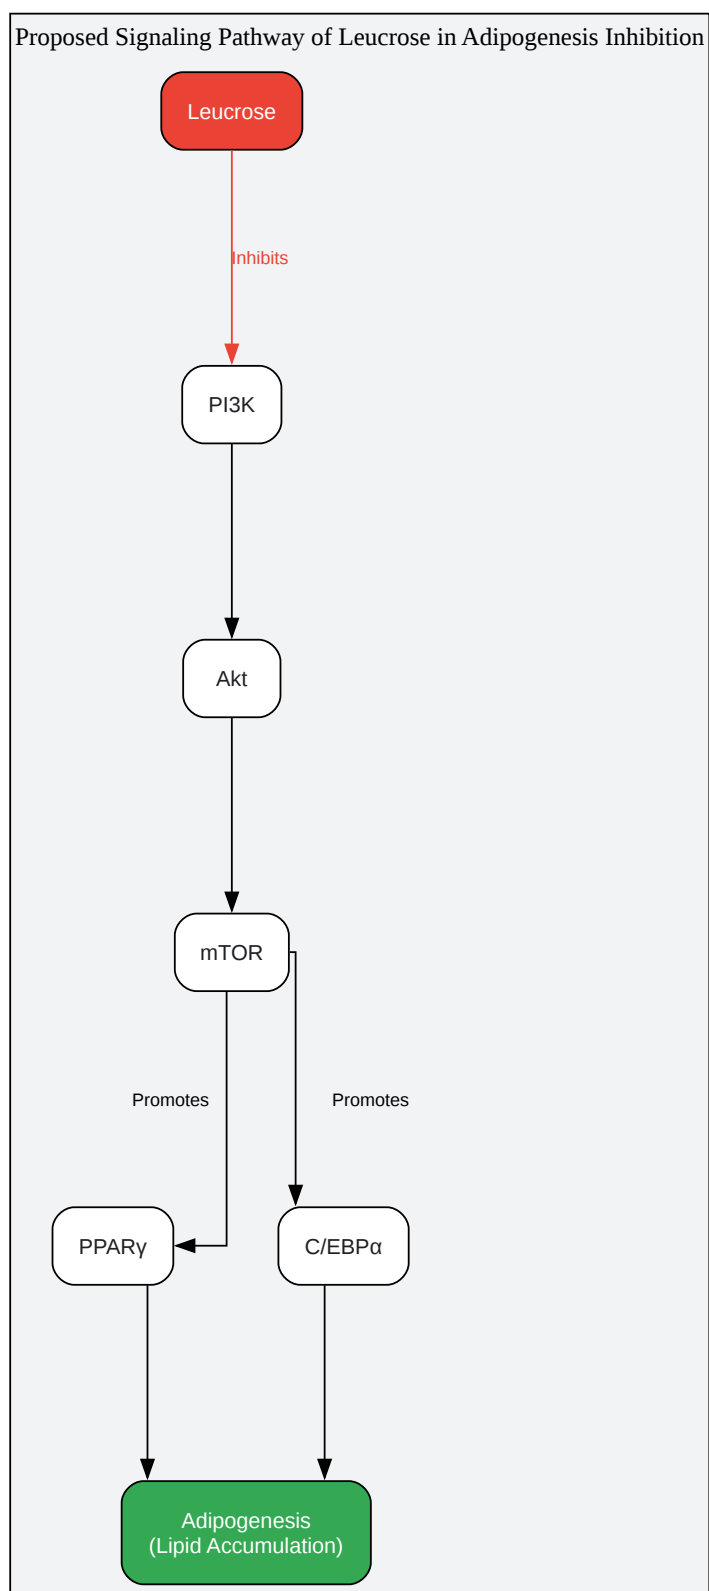 Proposed Signaling Pathway of Leucrose in Adipogenesis Inhibition
Leucrose
Inhibits
PI3K
Akt
mTOR
Promotes
Promotes
PPARγ
C/EBPα
Adipogenesis
(Lipid Accumulation)